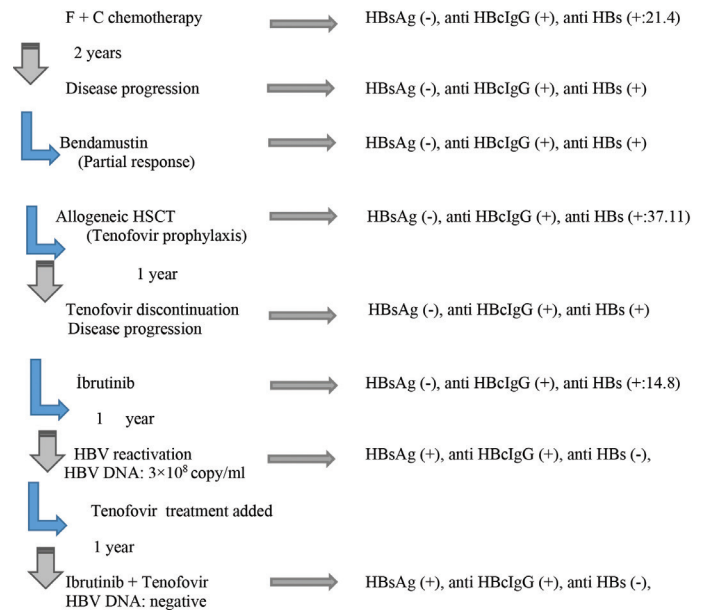 F + C chemotherapy HBsAg (-), anti HBcIgG (+), anti HBs (+:21.4)
2 years
Disease progression HBsAg (-), anti HBcIgG (+), anti HBs (+)
Bendamustin HBsAg (-), anti HBcIgG (+), anti HBs (+)
(Partial response)
Allogeneic HSCT HBsAg (-), anti HBcIgG (+), anti HBs (+:37.11)
(Tenofovir prophylaxis)
1 year
Tenofovir discontinuation HBsAg (-), anti HBcIgG (+), anti HBs (+)
Disease progression
İbrutinib HBsAg (-), anti HBcIgG (+), anti HBs (+:14.8)
1 year
HBV reactivation HBsAg (+), anti HBcIgG (+), anti HBs (-),
HBV DNA: 3×10⁸ copy/ml
Tenofovir treatment added
1 year
Ibrutinib + Tenofovir HBsAg (+), anti HBcIgG (+), anti HBs (-),
HBV DNA: negative